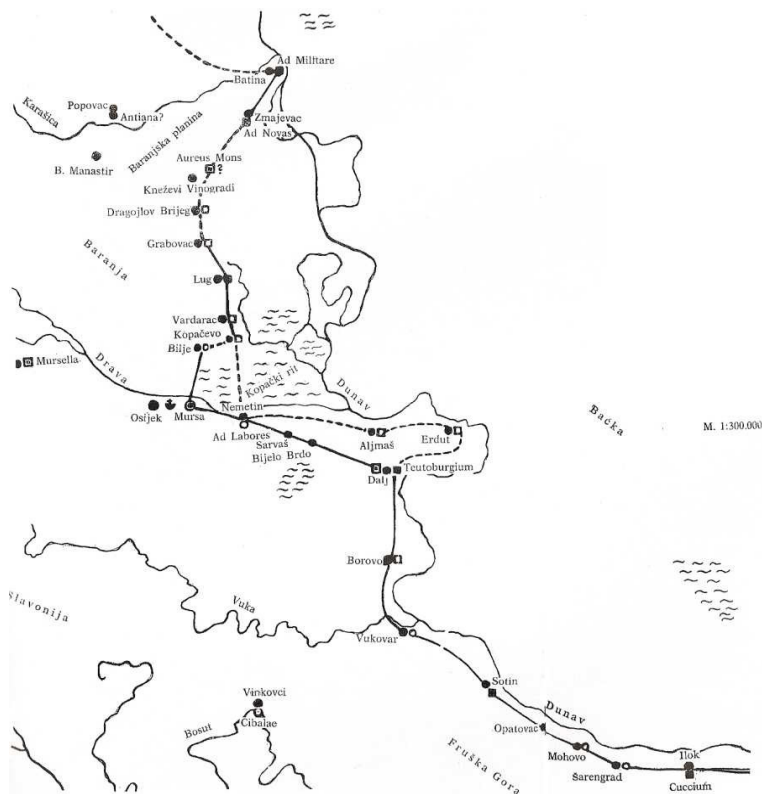 Ad Militare
Batina
Karašica
Popovac
Antiana?
Zmajevac
Ad Novas
Baranjska planina
B. Manastir
Aureus Mons
?
Kneževi Vinogradi
Dragojlov Brijeg
Grabovac
Baranja
Lug
Vardarac
Kopačevo
Bilje
Mursella
Drava
Kopački rit
Dunav
Osijek
Mursa
Nemetin
Ad Labores
Sarvaš
Bijelo Brdo
Aljmaš
Erdut
Bačka
M. 1:300.000
Dalj
Teutoburgium
Borovo
Slavonija
Vuka
Vukovar
Vinkovci
Cibalae
Bosut
Sotin
Dunav
Opatovac
Mohovo
Šarengrad
Fruška Gora
Ilok
Cuccium